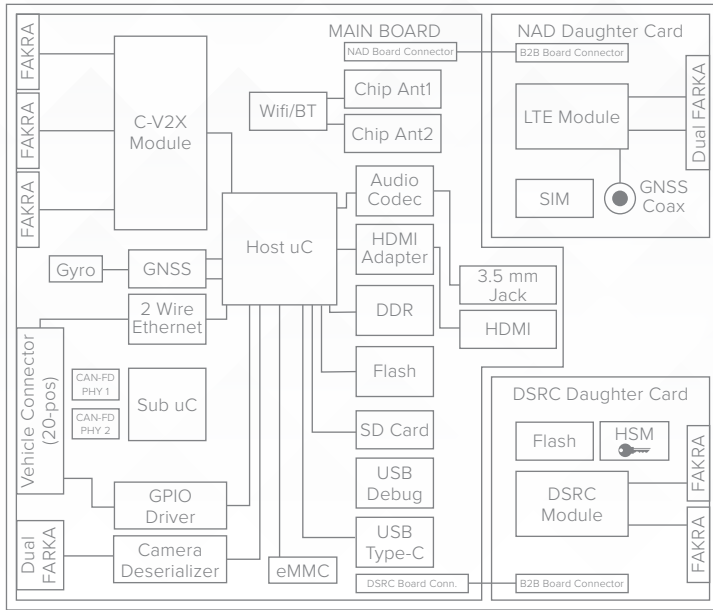 MAIN BOARD
NAD Board Connector
FAKRA
FAKRA
FAKRA
C-V2X
Module
Wifi/BT
Chip Ant1
Chip Ant2
Host uC
Audio
Codec
HDMI
Adapter
3.5 mm
Jack
HDMI
Gyro
GNSS
2 Wire
Ethernet
DDR
Flash
Vehicle Connector
(20-pos)
CAN-FD
PHY 1
CAN-FD
PHY 2
Sub uC
SD Card
USB
Debug
GPIO
Driver
USB
Type-C
Dual
FARKA
Camera
Deserializer
eMMC
DSRC Board Conn.
NAD Daughter Card
B2B Board Connector
LTE Module
Dual FARKA
SIM
GNSS
Coax
DSRC Daughter Card
Flash
HSM
DSRC
Module
FAKRA
FAKRA
B2B Board Connector